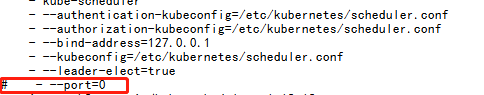 - kube-scheduler
- --authentication-kubeconfig=/etc/kubernetes/scheduler.conf
- --authorization-kubeconfig=/etc/kubernetes/scheduler.conf
- --bind-address=127.0.0.1
- --kubeconfig=/etc/kubernetes/scheduler.conf
- --leader-elect=true
# - --port=0